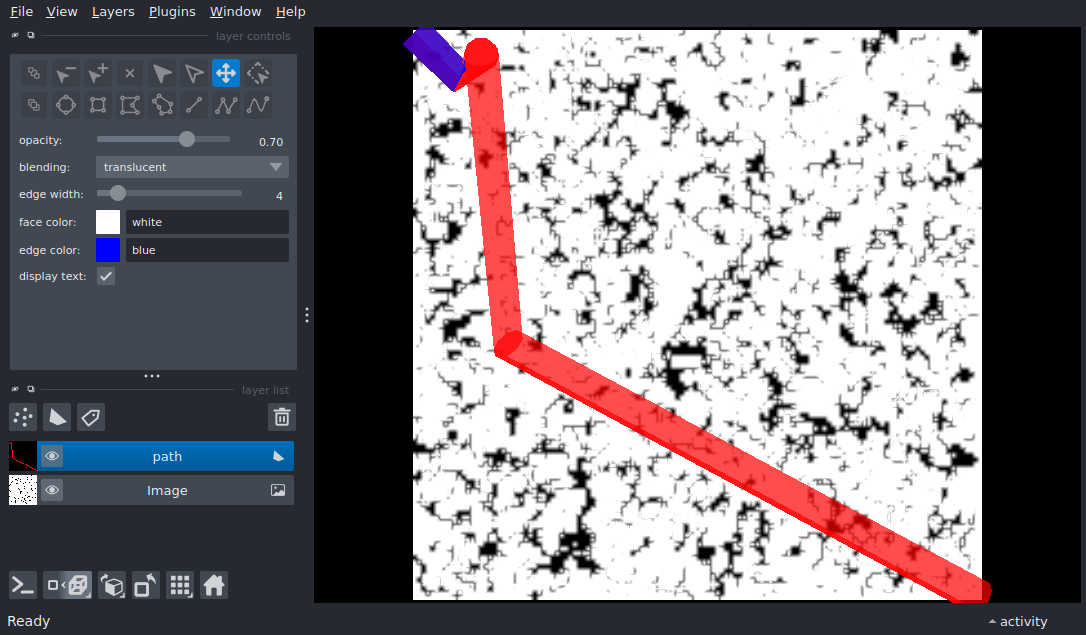 File View Layers Plugins Window Help
layer controls
opacity: 0.70
blending: translucent
edge width: 4
face color: white
edge color: blue
display text:
layer list
path
Image
Ready activity